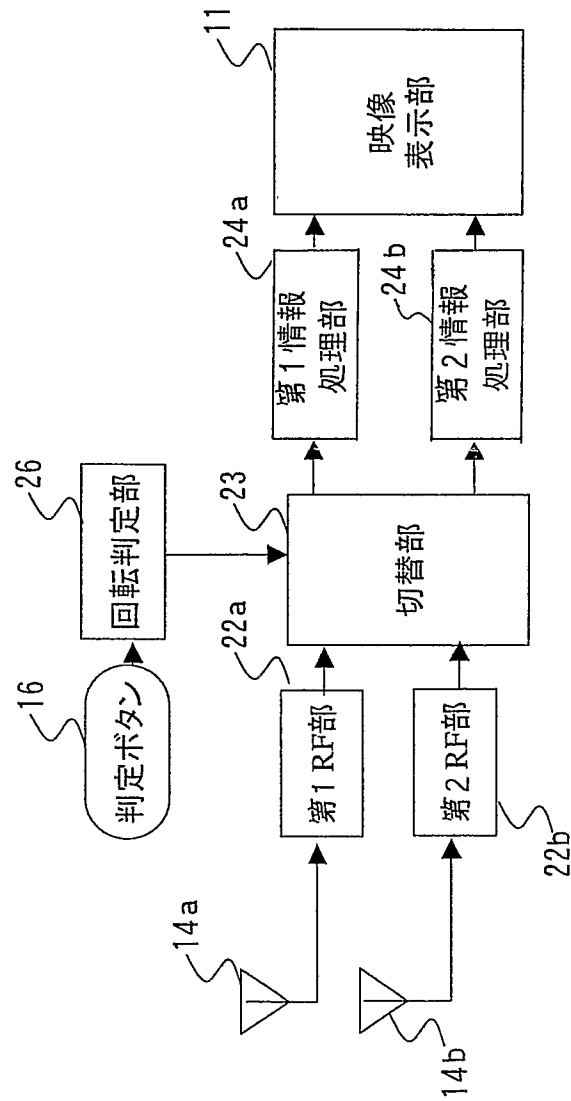 16
判定ボタン
26
回転判定部
14a
第1RF部
22a
切替部
23
第1情報
処理部
24a
映像
表示部
11
14b
第2RF部
22b
第2情報
処理部
24b